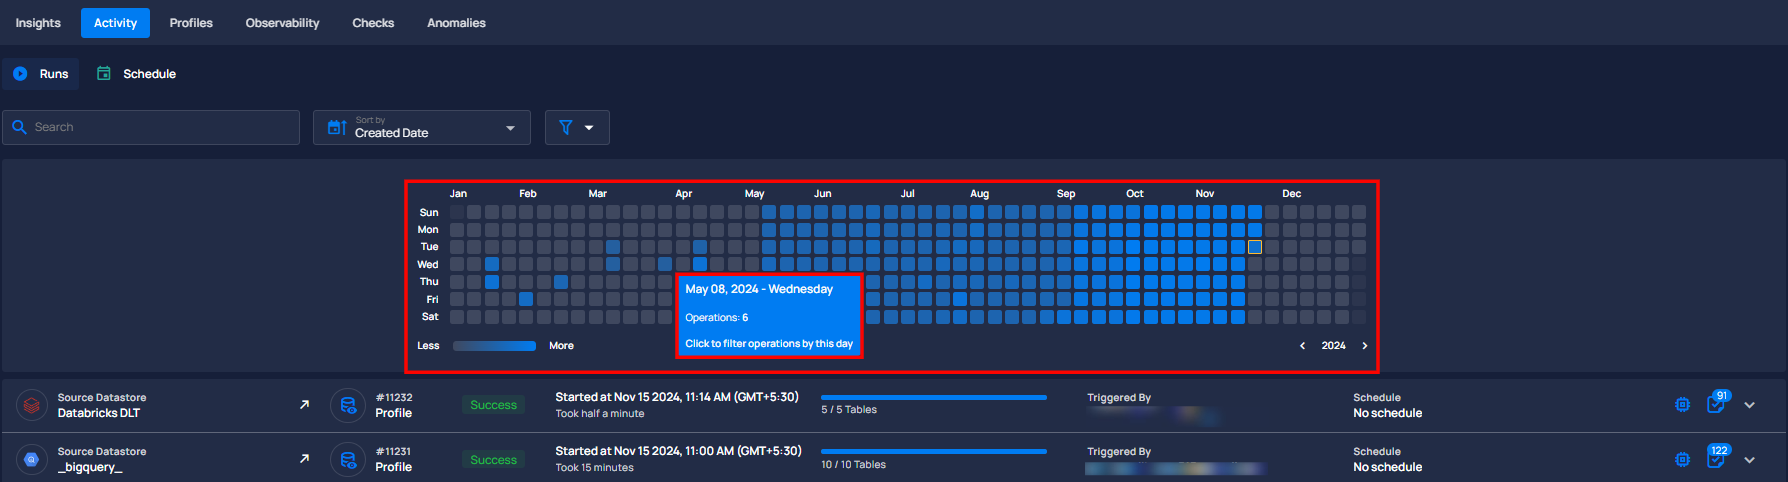 Insights Activity Profiles Observability Checks Anomalies
Runs Schedule
Search
Sort by
Created Date
Jan Feb Mar Apr May Jun Jul Aug Sep Oct Nov Dec
Sun
Mon
Tue
Wed
Thu
Fri
Sat
May 08, 2024 - Wednesday
Operations: 6
Click to filter operations by this day
Less More
2024
Source Datastore
Databricks DLT
#11232
Profile
Success
Started at Nov 15 2024, 11:14 AM (GMT+5:30)
Took half a minute
5 / 5 Tables
Triggered By
Schedule
No schedule
91
Source Datastore
_bigquery_
#11231
Profile
Success
Started at Nov 15 2024, 11:00 AM (GMT+5:30)
Took 15 minutes
10 / 10 Tables
Triggered By
Schedule
No schedule
122